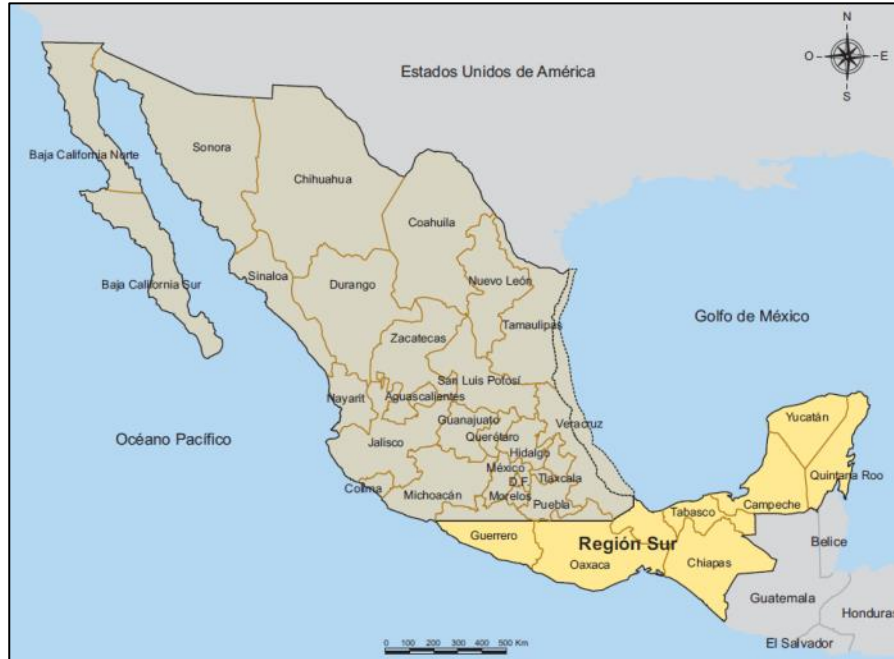 N
O
E
S
Estados Unidos de América
Baja California Norte
Sonora
Chihuahua
Coahuila
Baja California Sur
Sinaloa
Durango
Nuevo León
Tamaulipas
Golfo de México
Zacatecas
San Luis Potosí
Nayarit
Aguascalientes
Guanajuato
Querétaro
Veracruz
Yucatán
Océano Pacífico
Jalisco
Hidalgo
México
D.F.
Tlaxcala
Quintana Roo
Colima
Michoacán
Morelos
Puebla
Tabasco
Campeche
Guerrero
Región Sur
Oaxaca
Chiapas
Belice
Guatemala
Honduras
El Salvador
0 100 200 300 400 500 Km